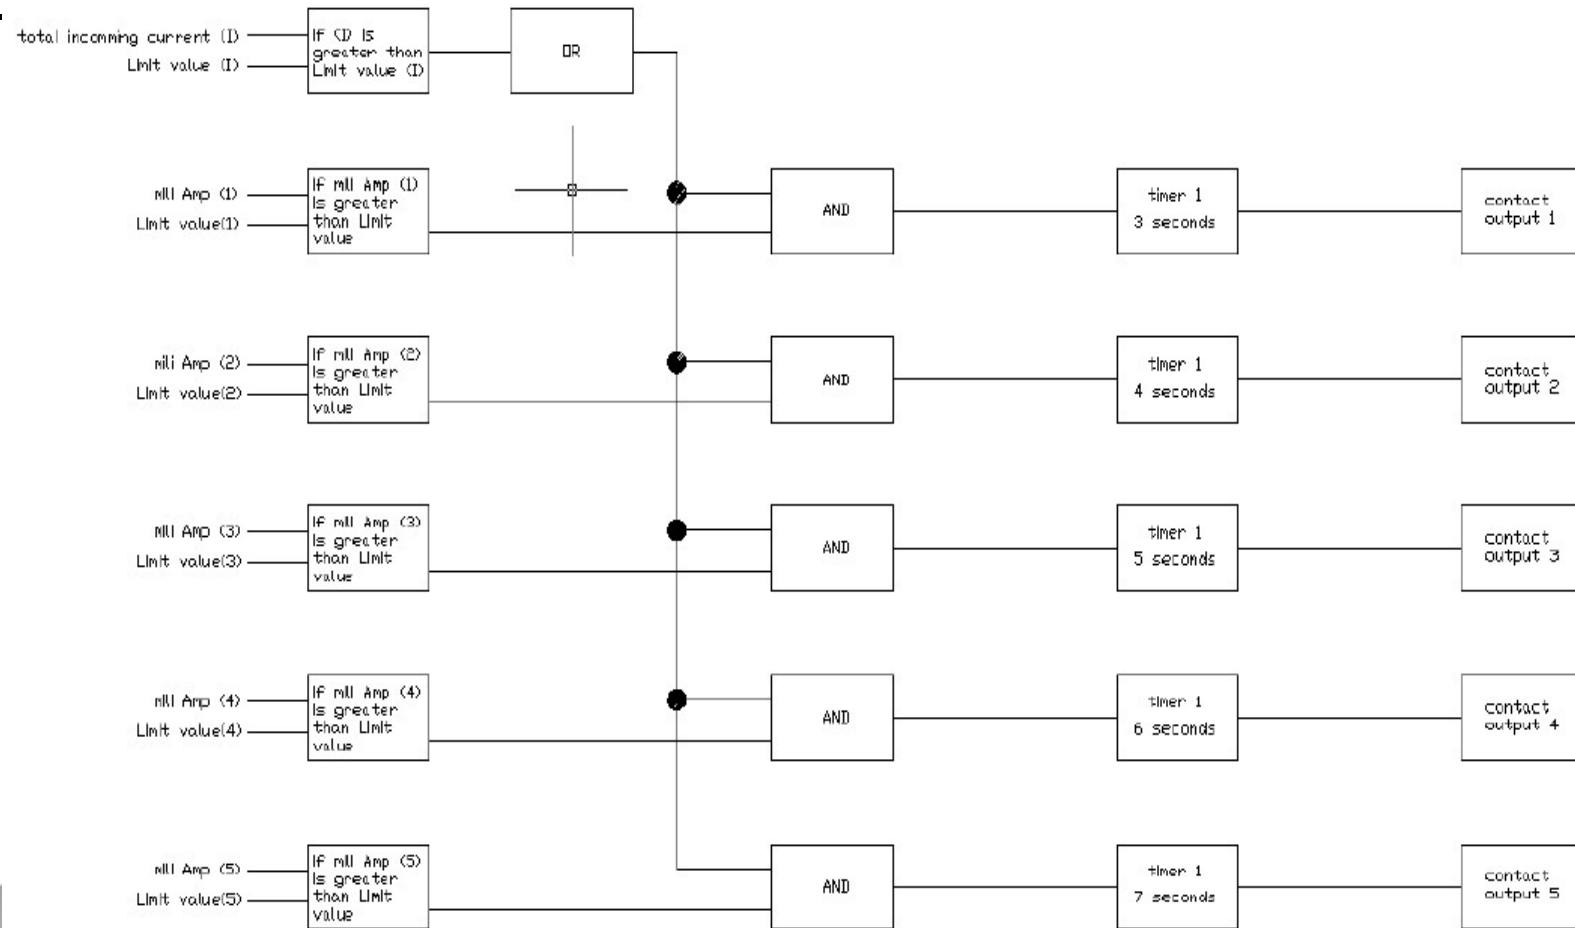 total incomming current (I)
Limit value (I)
If (I) is
greater than
Limit value (I)
OR
mili Amp (1)
Limit value(1)
If mili Amp (1)
is greater
than Limit
value
AND
timer 1
3 seconds
contact
output 1
mili Amp (2)
Limit value(2)
If mili Amp (2)
is greater
than Limit
value
AND
timer 1
4 seconds
contact
output 2
mili Amp (3)
Limit value(3)
If mili Amp (3)
is greater
than Limit
value
AND
timer 1
5 seconds
contact
output 3
mili Amp (4)
Limit value(4)
If mili Amp (4)
is greater
than Limit
value
AND
timer 1
6 seconds
contact
output 4
mili Amp (5)
Limit value(5)
If mili Amp (5)
is greater
than Limit
value
AND
timer 1
7 seconds
contact
output 5